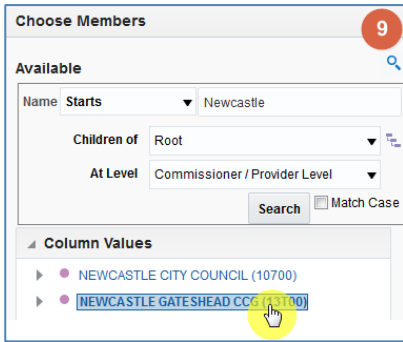 Choose Members
9
Available
Name Starts Newcastle
Children of Root
At Level Commissioner / Provider Level
Search Match Case
Column Values
NEWCASTLE CITY COUNCIL (10700)
NEWCASTLE GATESHEAD CCG (13T00)